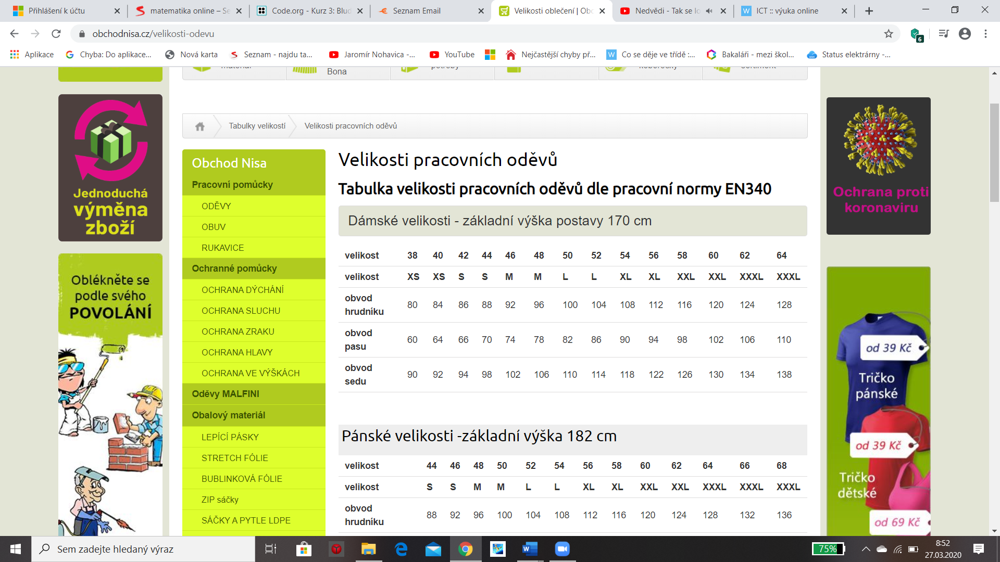 Přihlášení k účtu
matematika online – Se
Code.org - Kurz 3: Blud
Seznam Email
Velikosti oblečení | Obc
Nedvědi - Tak se lo
ICT :: výuka online
obchodnisa.cz/velikosti-odevu
6
Aplikace
Chyba: Do aplikace...
Nová karta
Seznam - najdu ta...
Jaromír Nohavica -...
YouTube
Nejčastější chyby př...
Co se děje ve třídě :...
Bakaláři - mezi škol...
Status elektrárny -...
materiál
Bona
potřeby
koberečky
sortiment
Tabulky velikostí
Velikosti pracovních oděvů
Jednoduchá
výměna
zboží
Oblékněte se
podle svého
POVOLÁNÍ
Obchod Nisa
Pracovní pomůcky
ODĚVY
OBUV
RUKAVICE
Ochranné pomůcky
OCHRANA DÝCHÁNÍ
OCHRANA SLUCHU
OCHRANA ZRAKU
OCHRANA HLAVY
OCHRANA VE VÝŠKÁCH
Oděvy MALFINI
Obalový materiál
LEPÍCÍ PÁSKY
STRETCH FÓLIE
BUBLINKOVÁ FÓLIE
ZIP sáčky
SÁČKY A PYTLE LDPE
Velikosti pracovních oděvů
Tabulka velikosti pracovních oděvů dle pracovní normy EN340
Dámské velikosti - základní výška postavy 170 cm
velikost 38 40 42 44 46 48 50 52 54 56 58 60 62 64
velikost XS XS S S M M L L XL XL XXL XXL XXXL XXXL
obvod
hrudníku 80 84 86 88 92 96 100 104 108 112 116 120 124 128
obvod
pasu 60 64 66 70 74 78 82 86 90 94 98 102 106 110
obvod
sedu 90 92 94 98 102 106 110 114 118 122 126 130 134 138
Pánské velikosti -základní výška 182 cm
velikost 44 46 48 50 52 54 56 58 60 62 64 66 68
velikost S S M M L L XL XL XXL XXL XXXL XXXL XXXL
obvod
hrudníku 88 92 96 100 104 108 112 116 120 124 128 132 136
Ochrana proti
koronaviru
od 39 Kč
Tričko
pánské
od 39 Kč
Tričko
dětské
od 69 Kč
Sem zadejte hledaný výraz
75%
8:52
27.03.2020